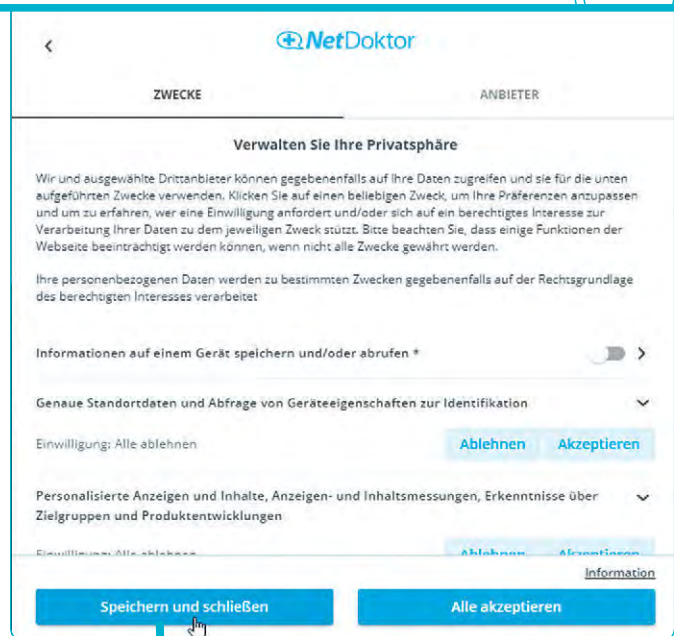 NetDoktor
ZWECKE
ANBIETER
Verwalten Sie Ihre Privatsphäre
Wir und ausgewählte Drittanbieter können gegebenenfalls auf Ihre Daten zugreifen und sie für die unten
aufgeführten Zwecke verwenden. Klicken Sie auf einen beliebigen Zweck, um Ihre Präferenzen anzupassen
und um zu erfahren, wer eine Einwilligung anfordert und/oder sich auf ein berechtigtes Interesse zur
Verarbeitung Ihrer Daten zu dem jeweiligen Zweck stützt. Bitte beachten Sie, dass einige Funktionen der
Webseite beeinträchtigt werden können, wenn nicht alle Zwecke gewährt werden.
Ihre personenbezogenen Daten werden zu bestimmten Zwecken gegebenenfalls auf der Rechtsgrundlage
des berechtigten Interesses verarbeitet
Informationen auf einem Gerät speichern und/oder abrufen *
Genaue Standortdaten und Abfrage von Geräteeigenschaften zur Identifikation
Einwilligung: Alle ablehnen
Ablehnen
Akzeptieren
Personalisierte Anzeigen und Inhalte, Anzeigen- und Inhaltsmessungen, Erkenntnisse über
Zielgruppen und Produktentwicklungen
Einwilligung: Alle ablehnen
Ablehnen
Akzeptieren
Information
Speichern und schließen
Alle akzeptieren